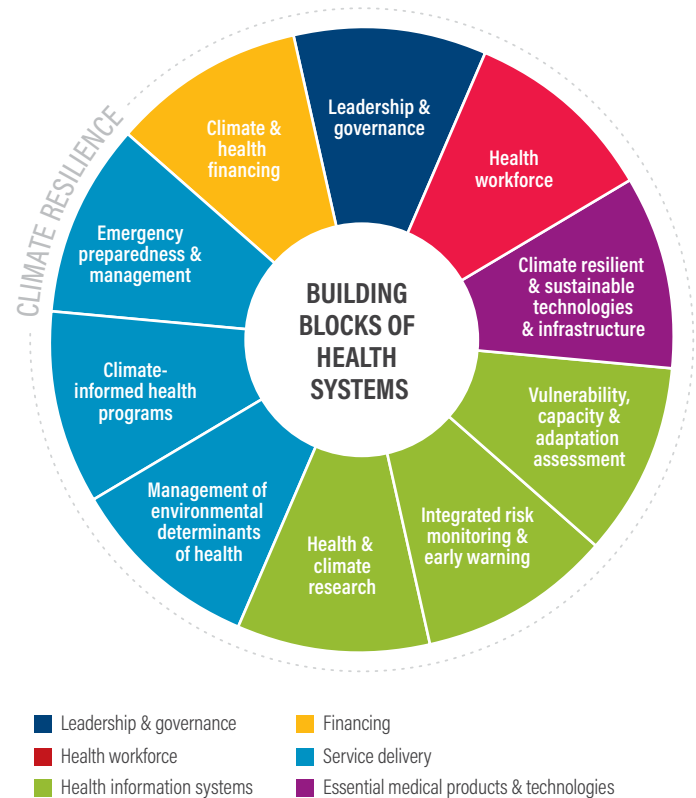 CLIMATE RESILIENCE
BUILDING
BLOCKS OF
HEALTH
SYSTEMS
Leadership &
governance
Health
workforce
Climate resilient
& sustainable
technologies
& infrastructure
Vulnerability,
capacity &
adaptation
assessment
Integrated risk
monitoring &
early warning
Health &
climate
research
Management of
environmental
determinants
of health
Climate-
informed health
programs
Emergency
preparedness &
management
Climate &
health
financing
Leadership & governance
Health workforce
Health information systems
Financing
Service delivery
Essential medical products & technologies